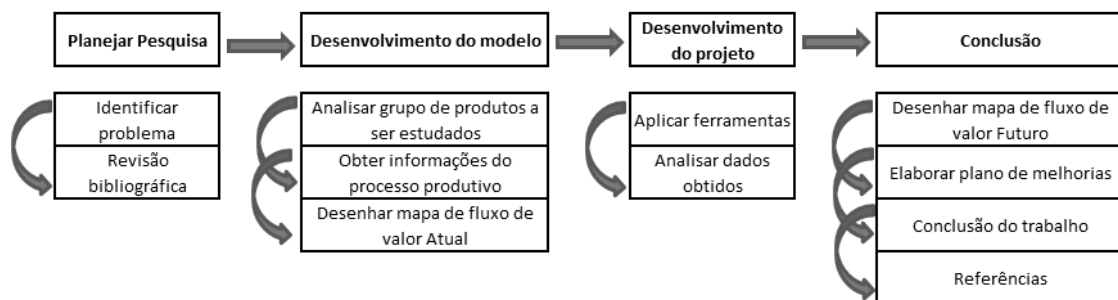 Planejar Pesquisa
Desenvolvimento do modelo
Desenvolvimento
do projeto
Conclusão
Identificar
problema
Revisão
bibliográfica
Analisar grupo de produtos a
ser estudados
Obter informações do
processo produtivo
Desenhar mapa de fluxo de
valor Atual
Aplicar ferramentas
Analisar dados
obtidos
Desenhar mapa de fluxo de
valor Futuro
Elaborar plano de melhorias
Conclusão do trabalho
Referências